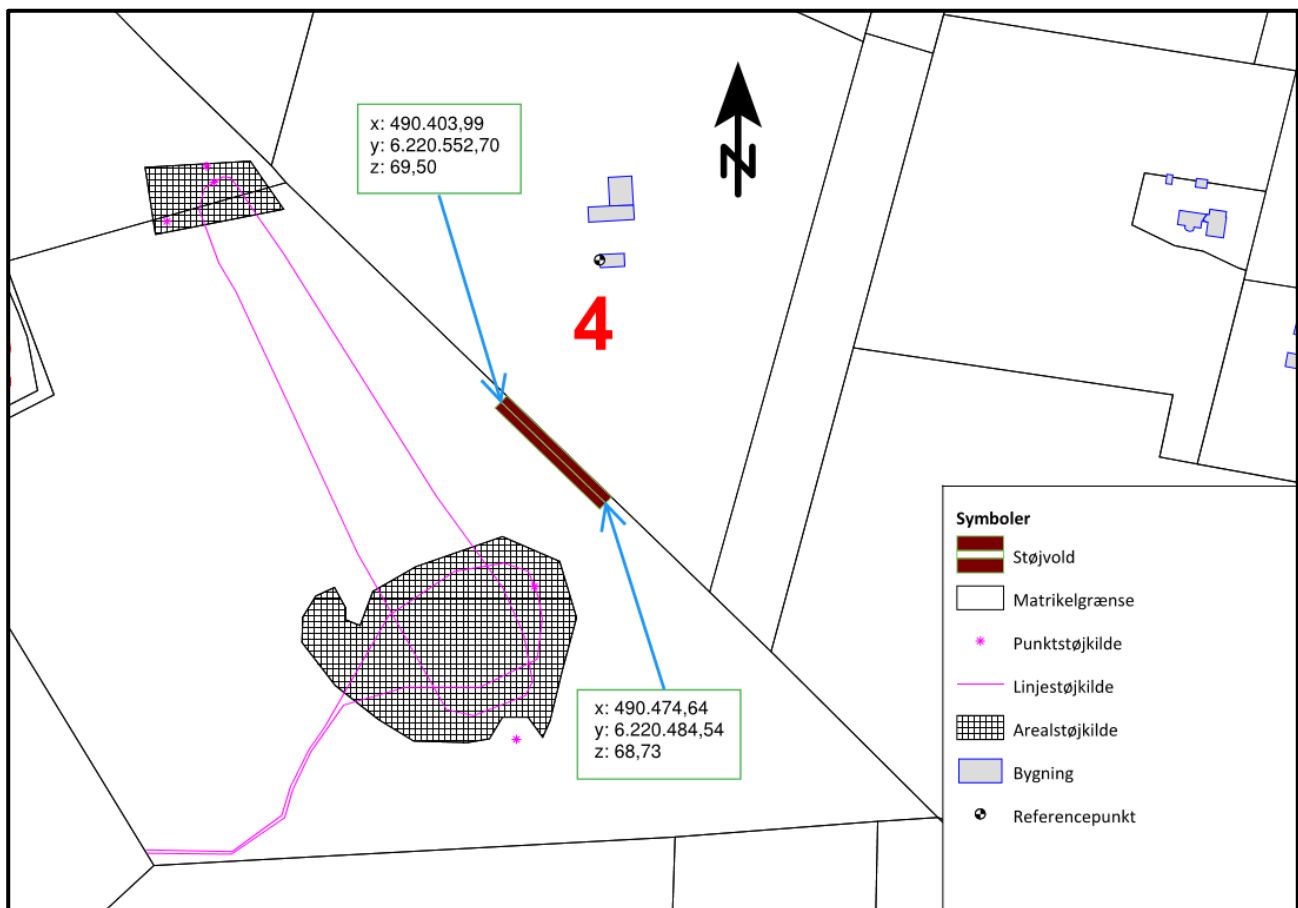 x: 490.403,99
y: 6.220.552,70
z: 69,50
N
4
x: 490.474,64
y: 6.220.484,54
z: 68,73
Symboler
Støjvold
Matrikelgrænse
Punktstøjkilde
Linjestøjkilde
Arealstøjkilde
Bygning
Referencepunkt